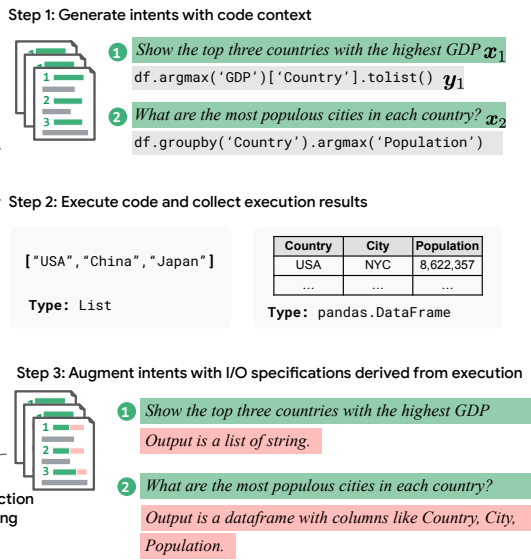 Step 1: Generate intents with code context
1
2
3
1 Show the top three countries with the highest GDP x1
df.argmax(‘GDP’)[‘Country’].tolist() y1
2 What are the most populous cities in each country? x2
df.groupby(‘Country’).argmax(‘Population’)
Step 2: Execute code and collect execution results
[“USA”,“China”,“Japan”]
Type: List
Country City Population
USA NYC 8,622,357
... ... ...
Type: pandas.DataFrame
Step 3: Augment intents with I/O specifications derived from execution
1
2
3
1 Show the top three countries with the highest GDP
Output is a list of string.
2 What are the most populous cities in each country?
Output is a dataframe with columns like Country, City,
Population.
ction
ng